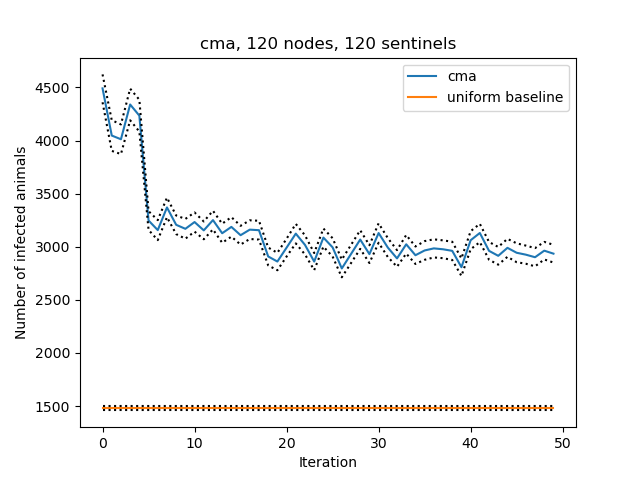 cma, 120 nodes, 120 sentinels
cma
uniform baseline
Number of infected animals
4500
4000
3500
3000
2500
2000
1500
0 10 20 30 40 50
Iteration